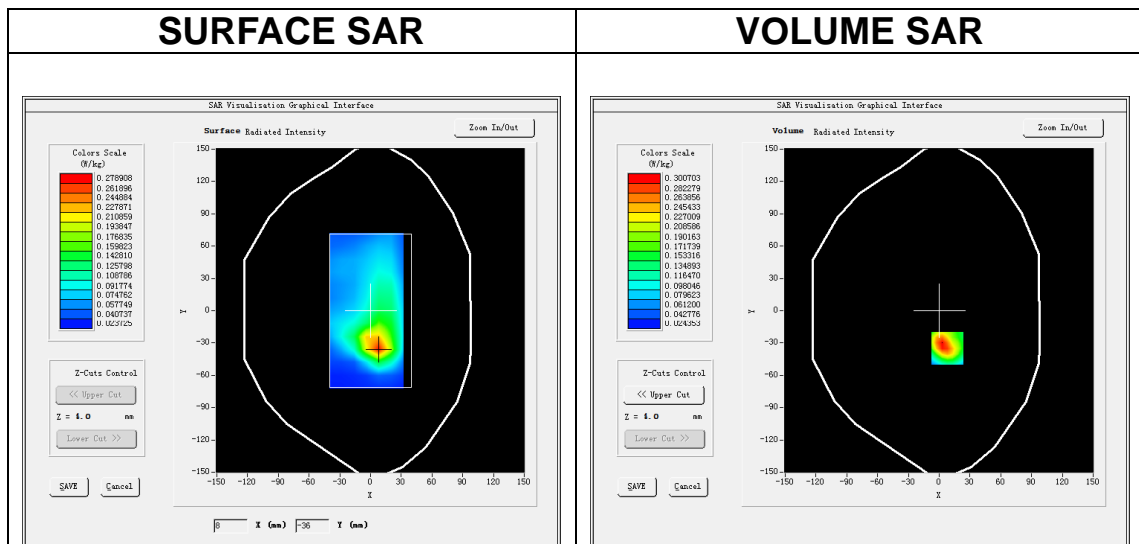 SURFACE SAR
VOLUME SAR
SAR Visualisation Graphical Interface
Surface Radiated Intensity
Zoom In/Out
Colors Scale
(W/kg)
0.278908
0.261896
0.244884
0.227871
0.210859
0.193847
0.176835
0.159823
0.142810
0.125798
0.108786
0.091774
0.074762
0.057749
0.040737
0.023725
150
120
90
60
30
0
-30
-60
-90
-120
-150
Y
-150 -120 -90 -60 -30 0 30 60 90 120 150
X
Z-Cuts Control
<< Upper Cut
Z = 4.0 mm
Lower Cut >>
SAVE Cancel
8 X (mm) -36 Y (mm)
SAR Visualisation Graphical Interface
Volume Radiated Intensity
Zoom In/Out
Colors Scale
(W/kg)
0.300703
0.282279
0.263856
0.245433
0.227009
0.208586
0.190163
0.171739
0.153316
0.134893
0.116470
0.098046
0.079623
0.061200
0.042776
0.024353
150
120
90
60
30
0
-30
-60
-90
-120
-150
Y
-150 -120 -90 -60 -30 0 30 60 90 120 150
X
Z-Cuts Control
<< Upper Cut
Z = 4.0 mm
Lower Cut >>
SAVE Cancel